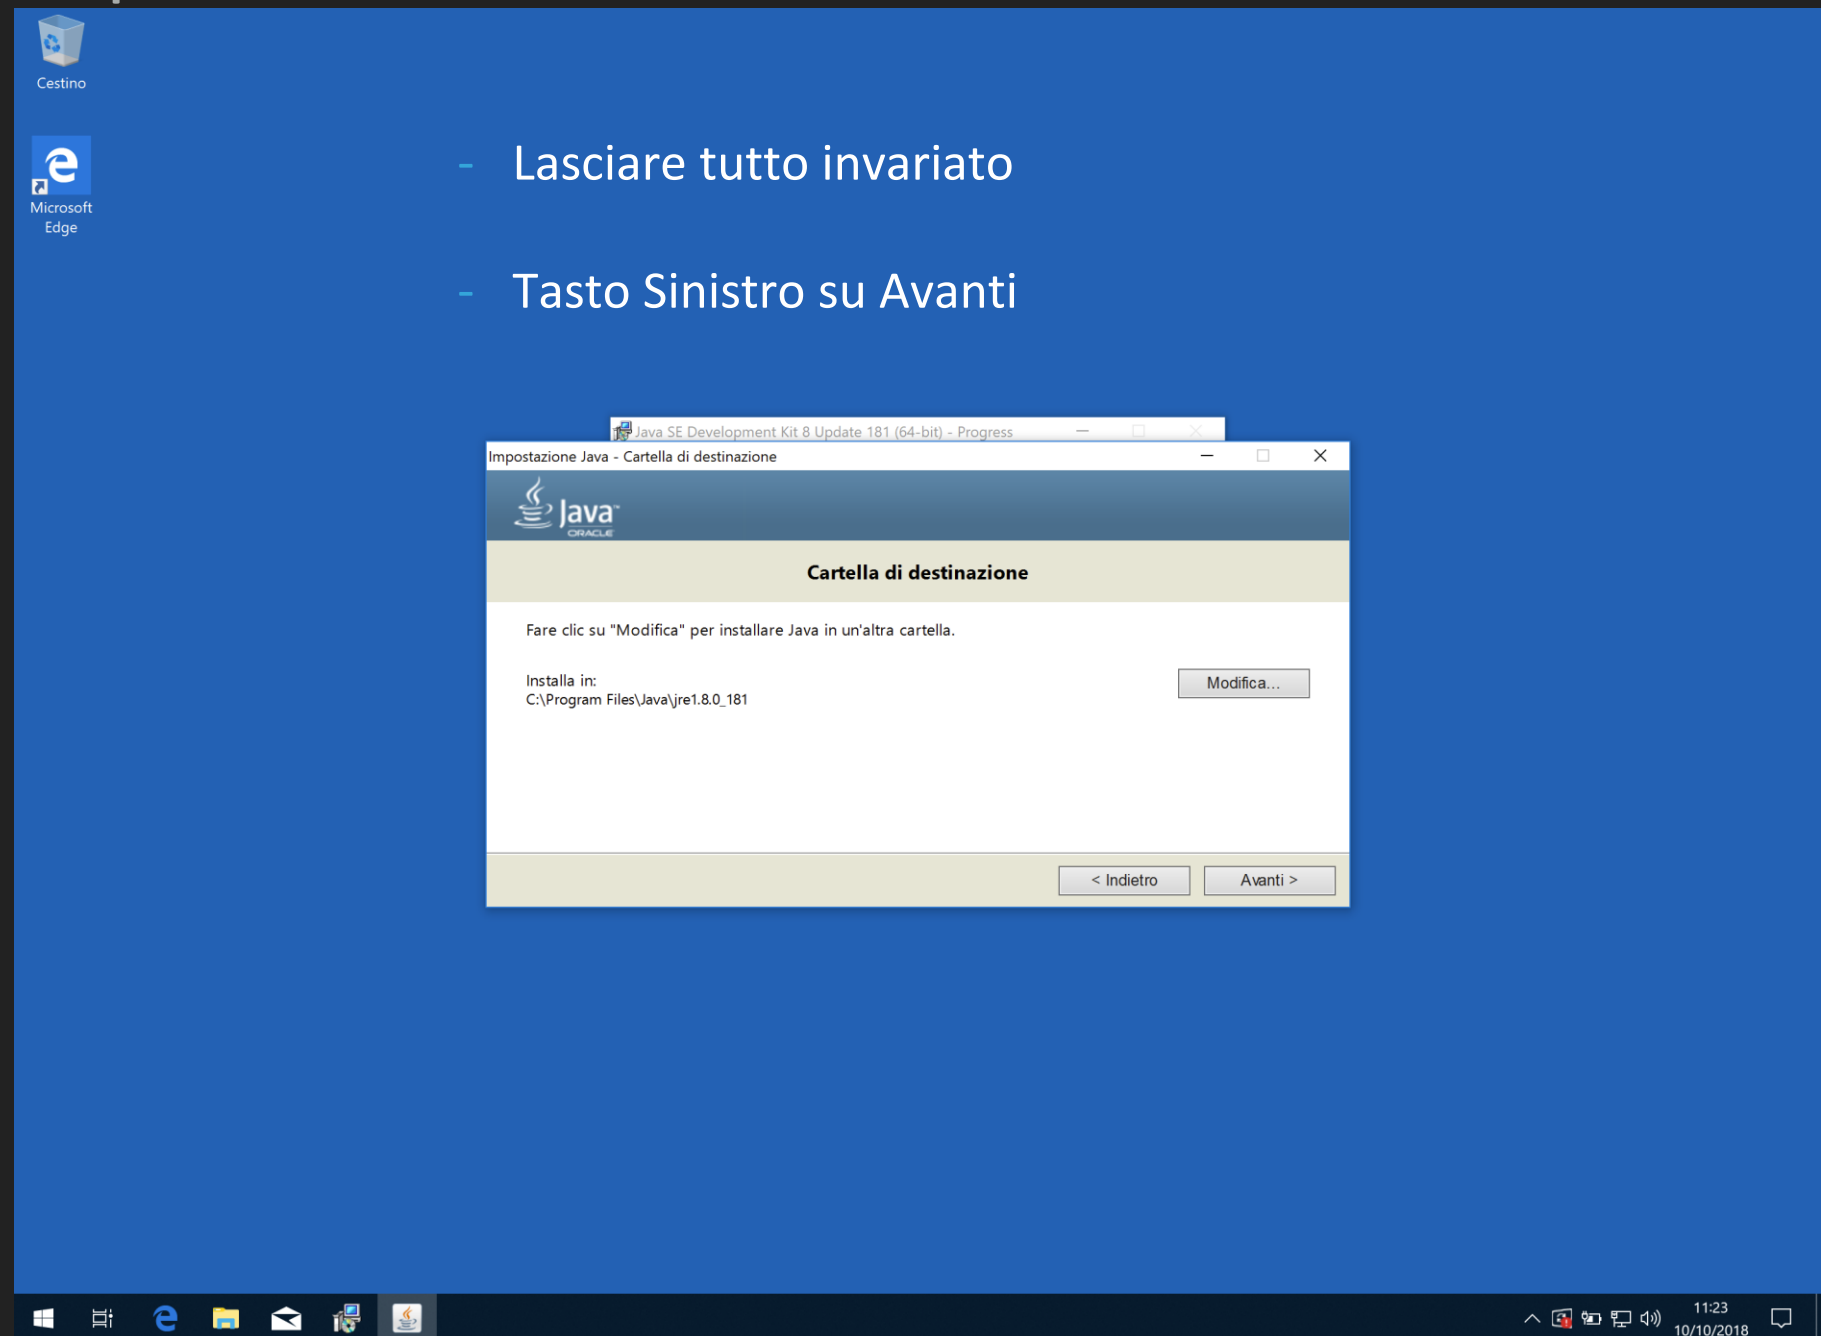 Cestino
Microsoft
Edge
- Lasciare tutto invariato
- Tasto Sinistro su Avanti
Java SE Development Kit 8 Update 181 (64-bit) - Progress
Impostazione Java - Cartella di destinazione
Java™
ORACLE
Cartella di destinazione
Fare clic su "Modifica" per installare Java in un'altra cartella.
Installa in:
C:\Program Files\Java\jre1.8.0_181
Modifica...
< Indietro
Avanti >
11:23
10/10/2018